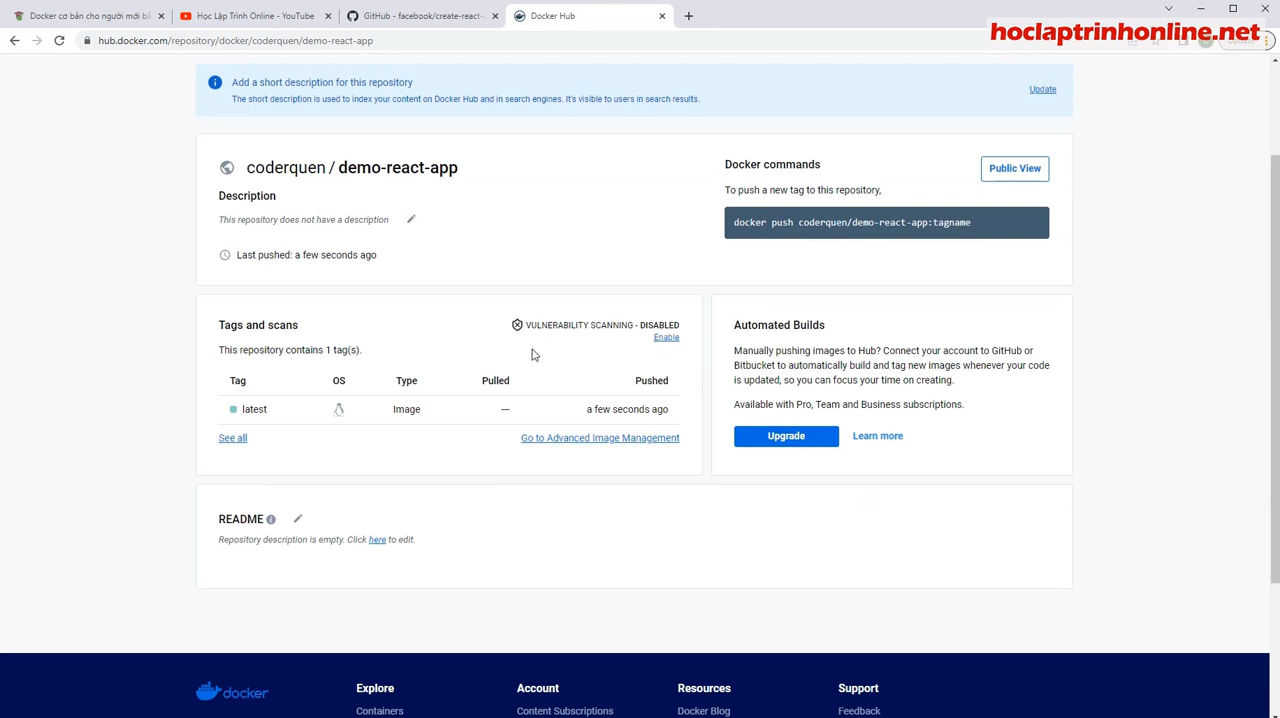 Docker cơ bản cho người mới bắ
Học Lập Trình Online - YouTube
GitHub - facebook/create-react-
Docker Hub
hub.docker.com/repository/docker/coderquen/demo-react-app
hoclaptrinhonline.net
Add a short description for this repository
The short description is used to index your content on Docker Hub and in search engines. It's visible to users in search results.
Update
coderquen / demo-react-app
Description
This repository does not have a description
Last pushed: a few seconds ago
Docker commands
Public View
To push a new tag to this repository,
docker push coderquen/demo-react-app:tagname
Tags and scans
VULNERABILITY SCANNING - DISABLED
Enable
This repository contains 1 tag(s).
Tag OS Type Pulled Pushed
latest Image --- a few seconds ago
See all
Go to Advanced Image Management
Automated Builds
Manually pushing images to Hub? Connect your account to GitHub or
Bitbucket to automatically build and tag new images whenever your code
is updated, so you can focus your time on creating.
Available with Pro, Team and Business subscriptions.
Upgrade
Learn more
README
Repository description is empty. Click here to edit.
docker
Explore
Account
Resources
Support
Containers
Content Subscriptions
Docker Blog
Feedback